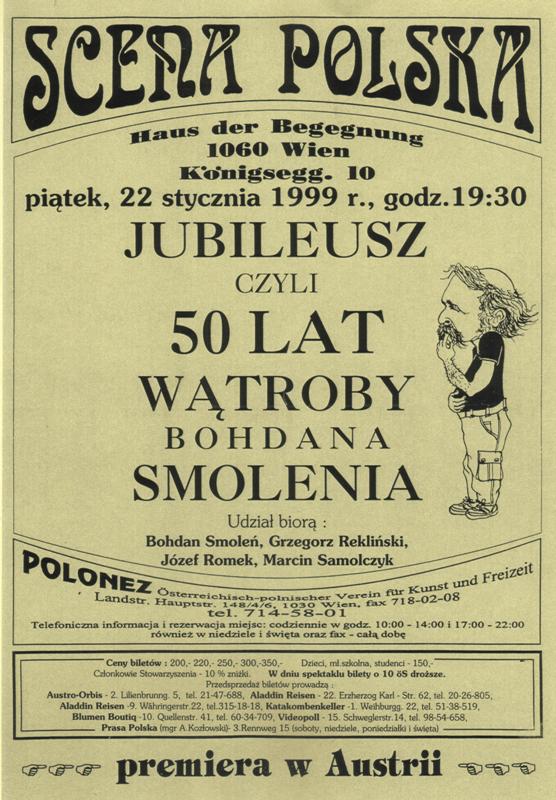 SCENA POLSKA
Haus der Begegnung
1060 Wien
Königsegg. 10
piątek, 22 stycznia 1999 r., godz.19:30
JUBILEUSZ
CZYLI
50 LAT
WĄTROBY
BOHDANA
SMOLENIA
Udział biorą :
Bohdan Smoleń, Grzegorz Rekliński,
Józef Romek, Marcin Samolczyk
POLONEZ Österreichisch-polnischer Verein für Kunst und Freizeit
Landstr. Hauptstr. 148/4/6, 1030 Wien, fax 718-02-08
tel. 714-58-01
Telefoniczna informacja i rezerwacja miejsc: codziennie w godz. 10:00 - 14:00 i 17:00 - 22:00
również w niedziele i święta oraz fax - całą dobę
Ceny biletów : 200,- 220,- 250,- 300,-350,- Dzieci, mł.szkolna, studenci - 150,-
Członkowie Stowarzyszenia - 10 % zniżki. W dniu spektaklu bilety o 10 öS droższe.
Przedsprzedaż biletów prowadzą :
Austro-Orbis - 2. Lilienbrunng. 5, tel. 21-47-688, Aladdin Reisen - 22. Erzherzog Karl - Str. 62, tel. 20-26-805,
Aladdin Reisen -9. Währingerstr.22, tel.315-18-18, Katakombenkeller -1. Weihburgg. 22, tel. 51-38-519,
Blumen Boutiq -10. Quellenstr. 41, tel. 60-34-709, Videopoll - 15. Schweglerstr.14, tel. 98-54-658,
Prasa Polska (mgr A.Kozłowski)- 3.Rennweg 15 (soboty, niedziele, poniedziałki i święta)
premiera w Austrii